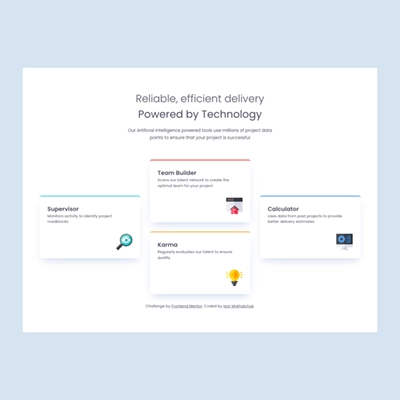 Reliable, efficient delivery
Powered by Technology
Our Artificial Intelligence powered tools use millions of project data
points to ensure that your project is successful
Team Builder
Scans our talent network to create the
optimal team for your project
Supervisor
Monitors activity to identify project
roadblocks
Calculator
Uses data from past projects to provide
better delivery estimates
Karma
Regularly evaluates our talent to ensure
quality
Challenge by Frontend Mentor. Coded by Igor